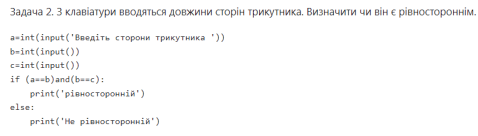 Задача 2. З клавіатури вводяться довжини сторін трикутника. Визначити чи він є рівностороннім.
a=int(input('Введіть сторони трикутника '))
b=int(input())
c=int(input())
if (a==b)and(b==c):
    print('рівносторонній')
else:
    print('Не рівносторонній')